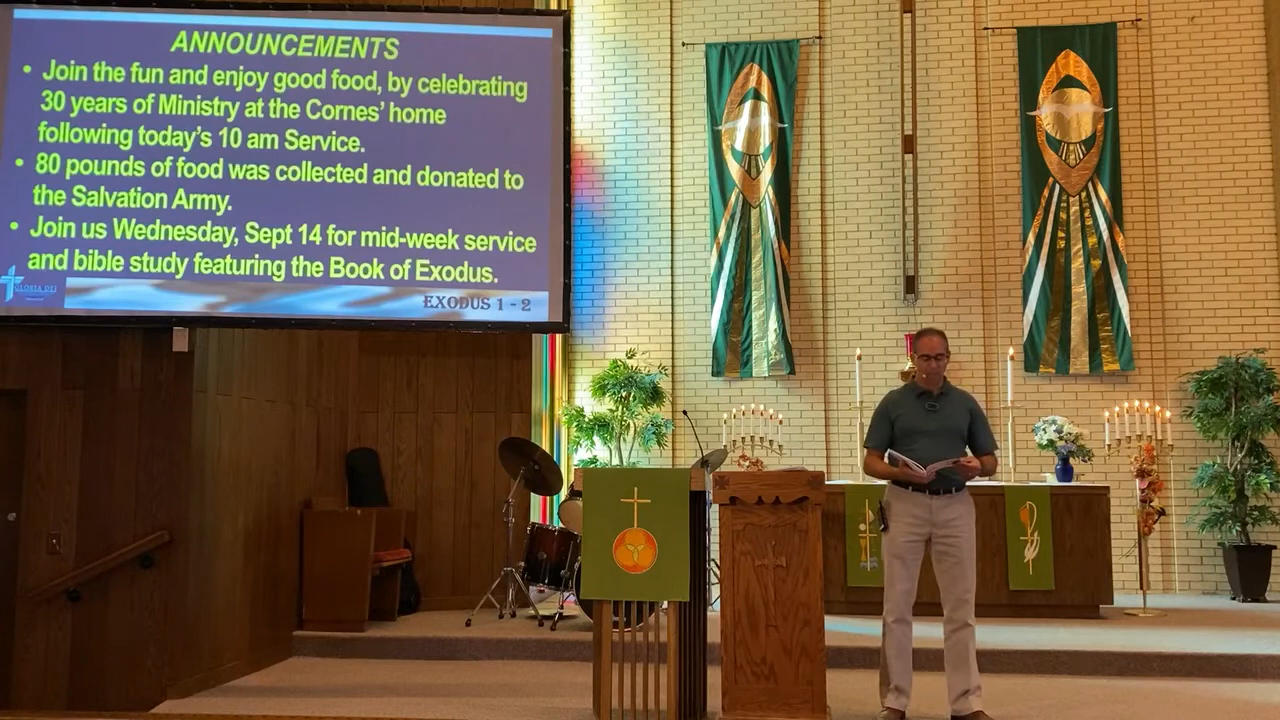 ANNOUNCEMENTS
• Join the fun and enjoy good food, by celebrating
30 years of Ministry at the Cornes’ home
following today’s 10 am Service.
• 80 pounds of food was collected and donated to
the Salvation Army.
• Join us Wednesday, Sept 14 for mid-week service
and bible study featuring the Book of Exodus.
GLORIA DEI
EXODUS 1 - 2